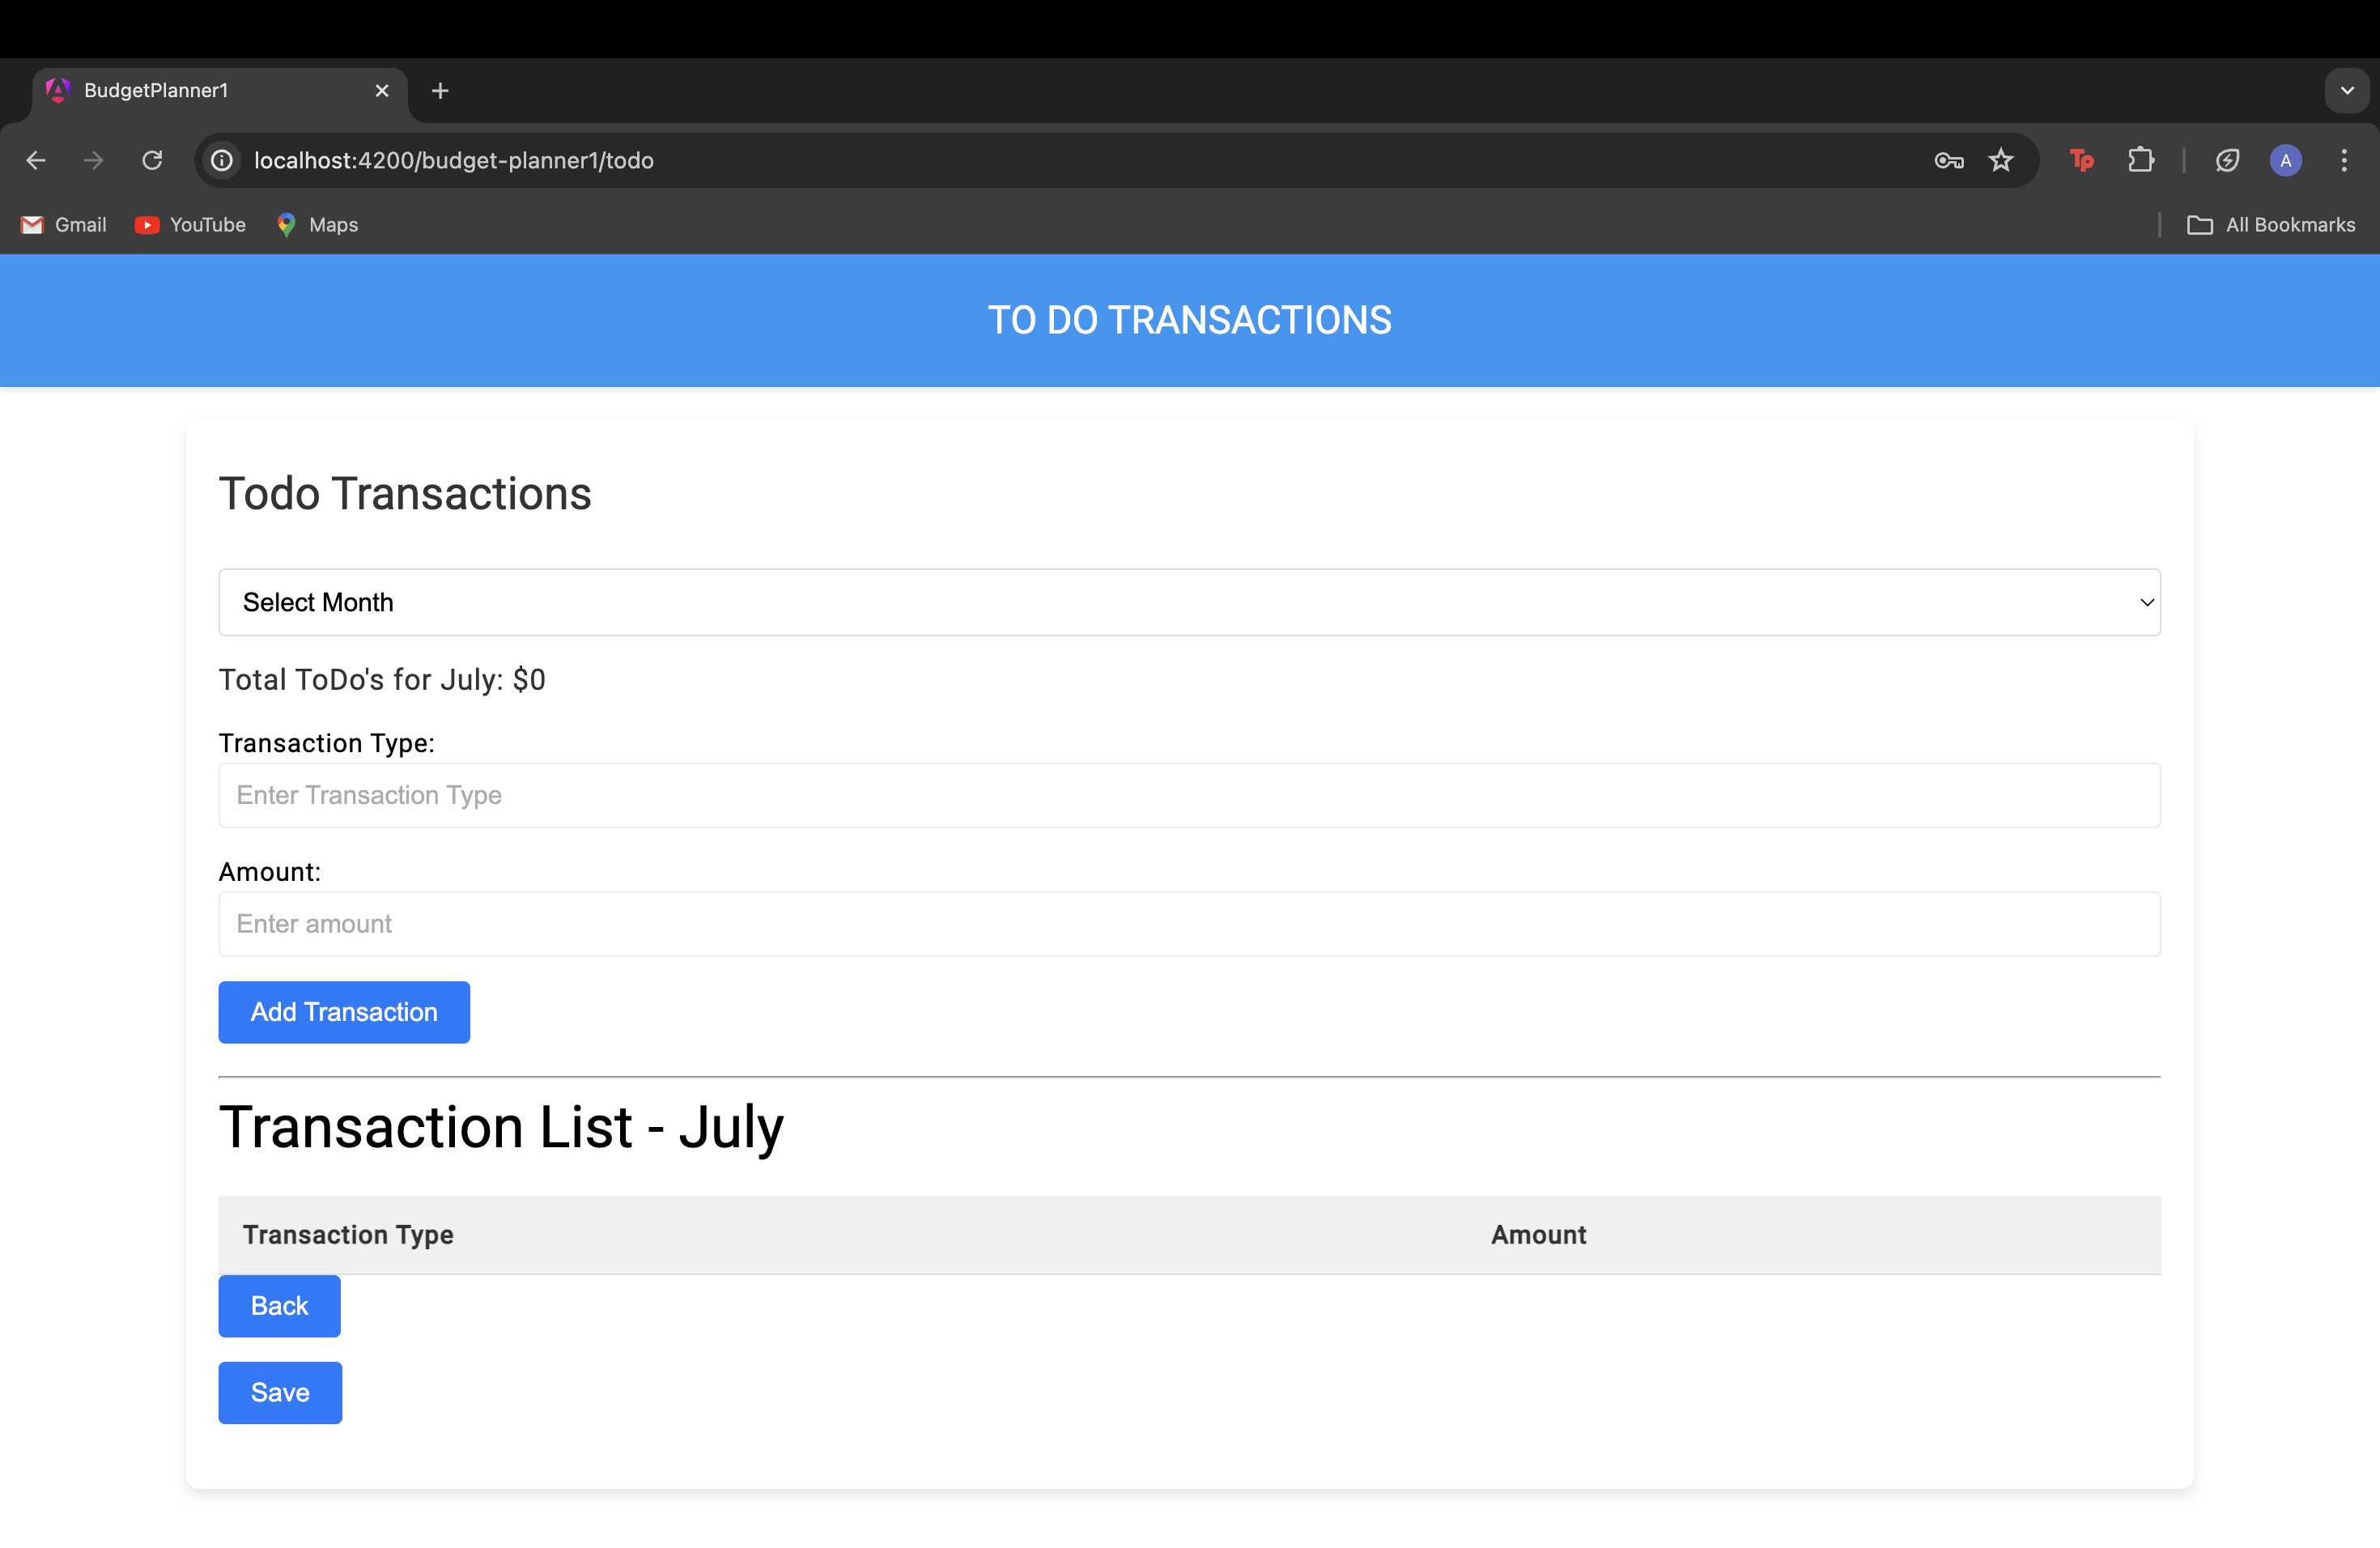 BudgetPlanner1
localhost:4200/budget-planner1/todo
Tp
A
Gmail YouTube Maps All Bookmarks
TO DO TRANSACTIONS
Todo Transactions
Select Month
Total ToDo's for July: $0
Transaction Type:
Enter Transaction Type
Amount:
Enter amount
Add Transaction
Transaction List - July
Transaction Type Amount
Back
Save